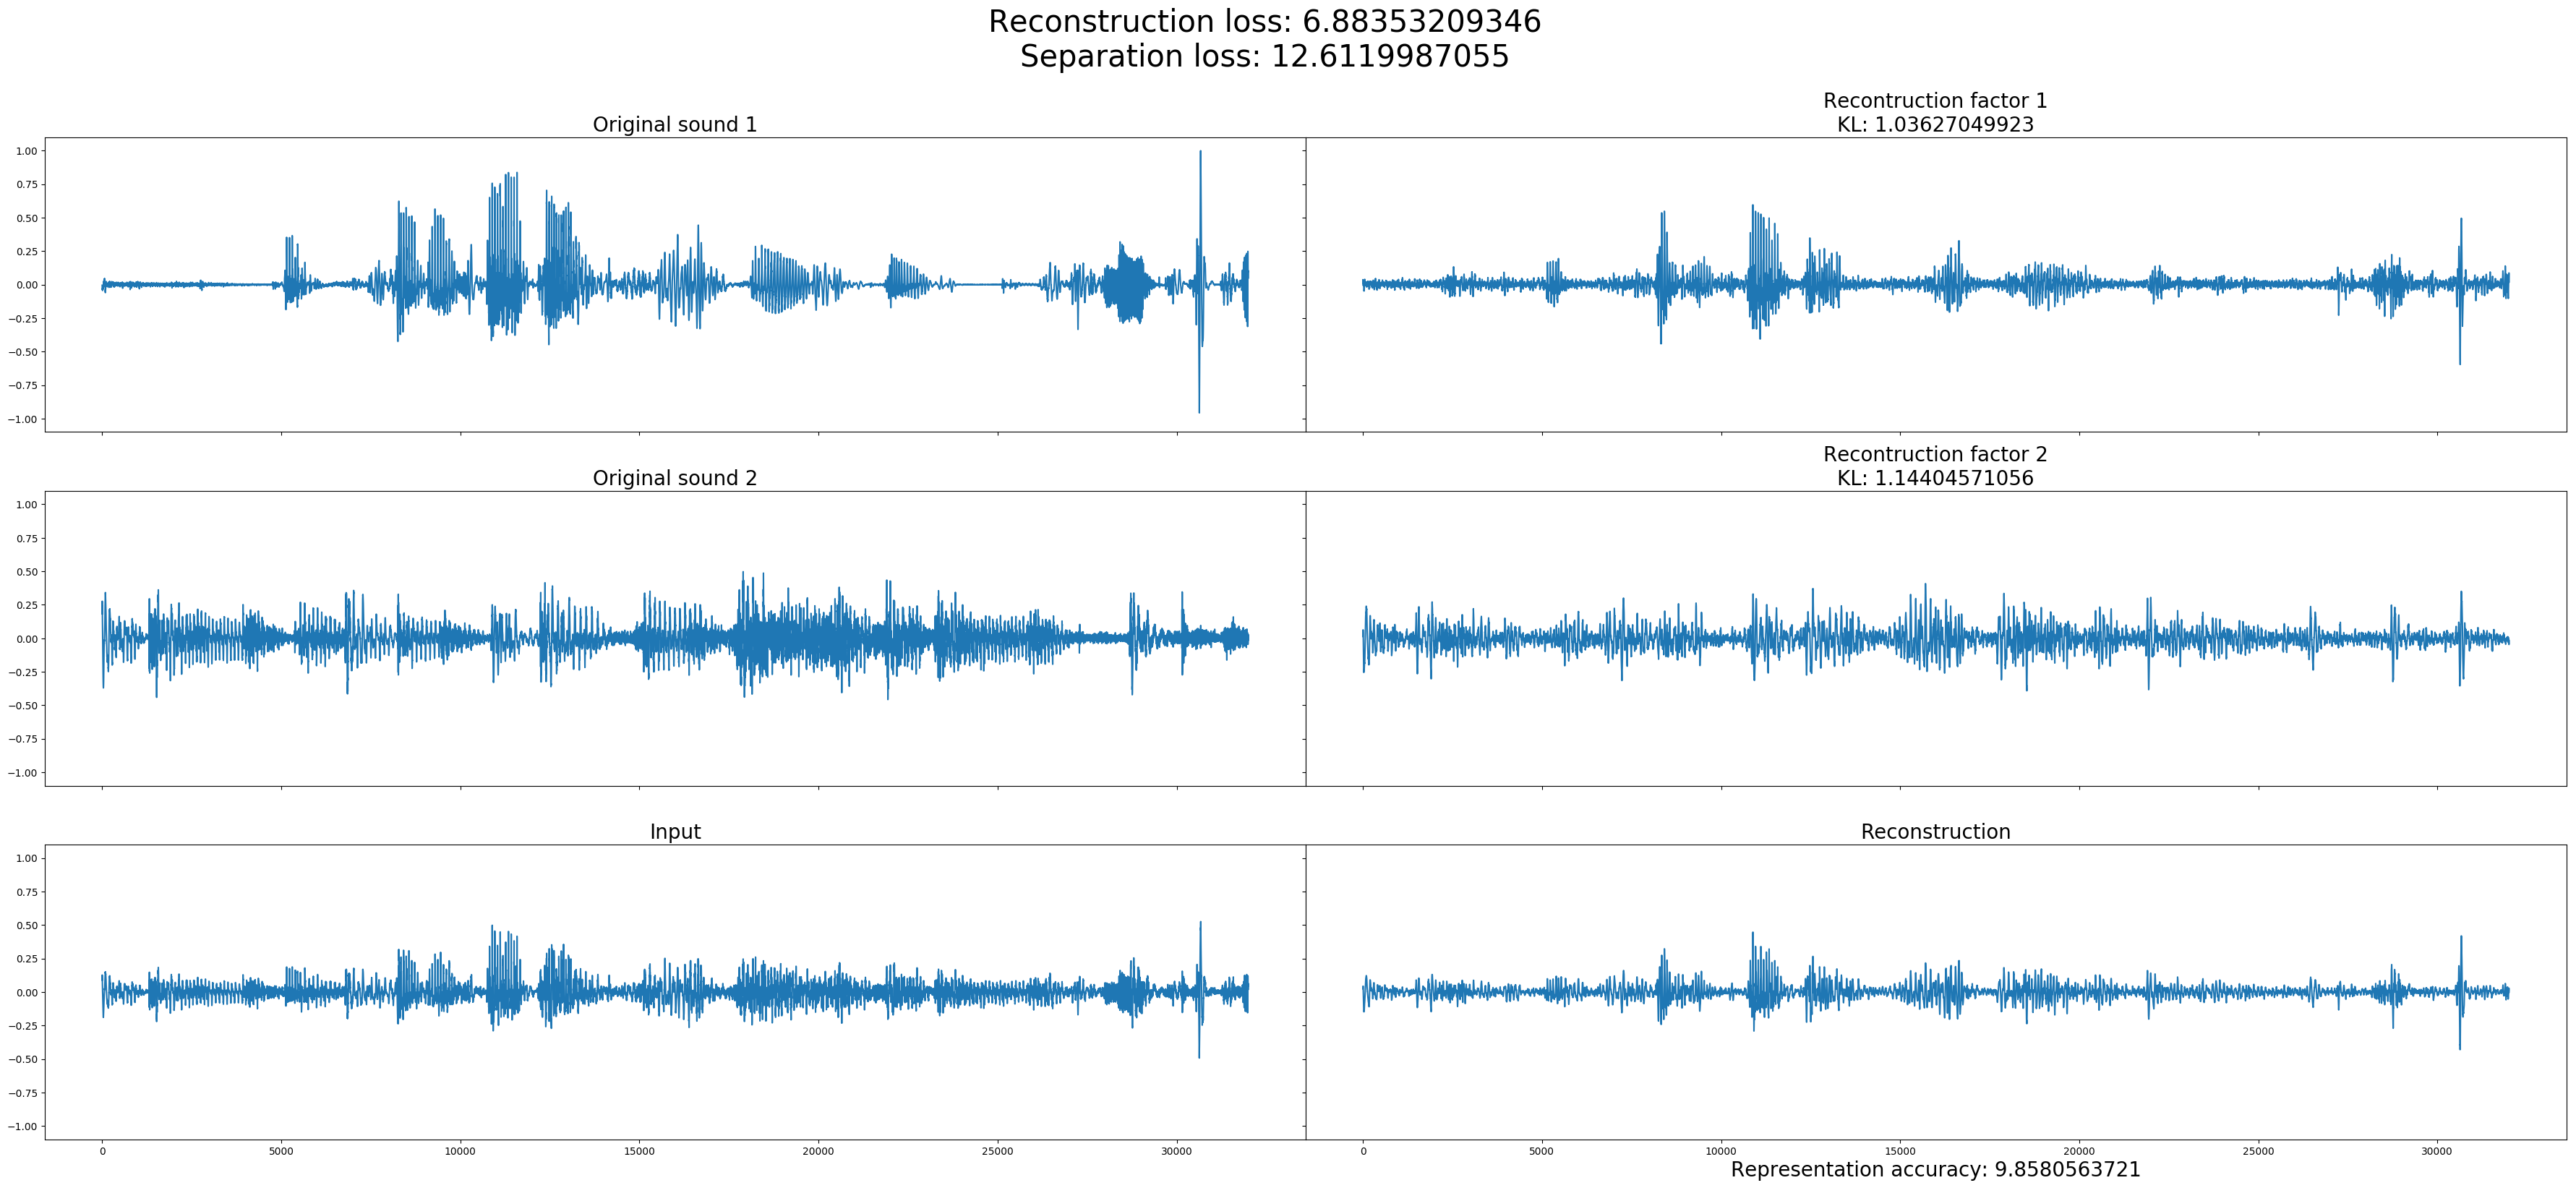 Reconstruction loss: 6.88353209346
Separation loss: 12.6119987055
Original sound 1
Recontruction factor 1
KL: 1.03627049923
1.00
0.75
0.50
0.25
0.00
−0.25
−0.50
−0.75
−1.00
Original sound 2
Recontruction factor 2
KL: 1.14404571056
1.00
0.75
0.50
0.25
0.00
−0.25
−0.50
−0.75
−1.00
Input
Reconstruction
1.00
0.75
0.50
0.25
0.00
−0.25
−0.50
−0.75
−1.00
0 5000 10000 15000 20000 25000 30000
0 5000 10000 15000 20000 25000 30000
Representation accuracy: 9.8580563721